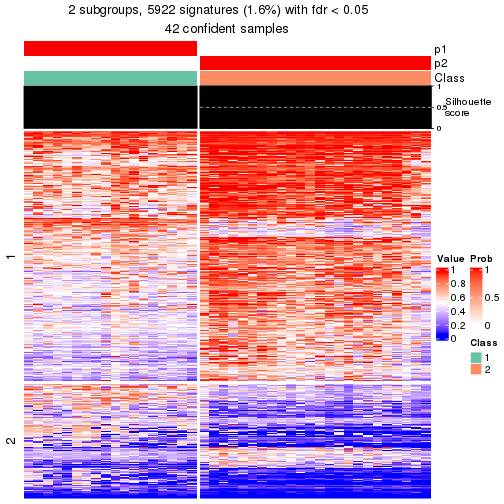 2 subgroups, 5922 signatures (1.6%) with fdr < 0.05
42 confident samples
p1
p2
Class
1
0.5
0
Silhouette
score
1
2
Value
1
0.8
0.6
0.4
0.2
0
Prob
1
0.5
0
Class
1
2